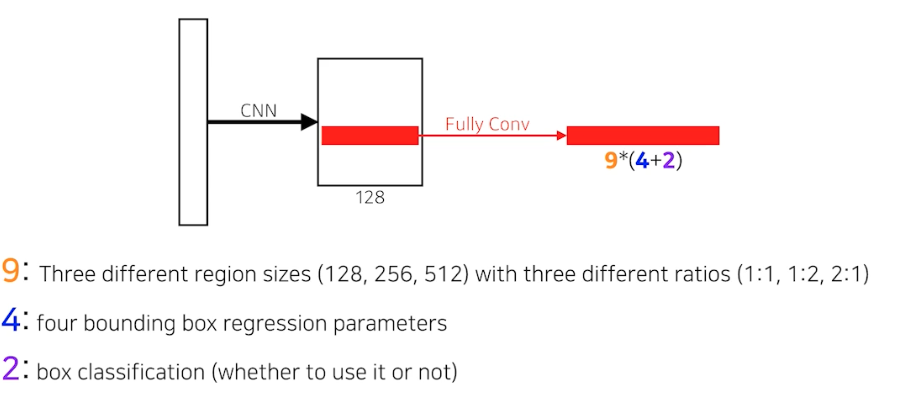 CNN
Fully Conv
9*(4+2)
128
9: Three different region sizes (128, 256, 512) with three different ratios (1:1, 1:2, 2:1)
4: four bounding box regression parameters
2: box classification (whether to use it or not)